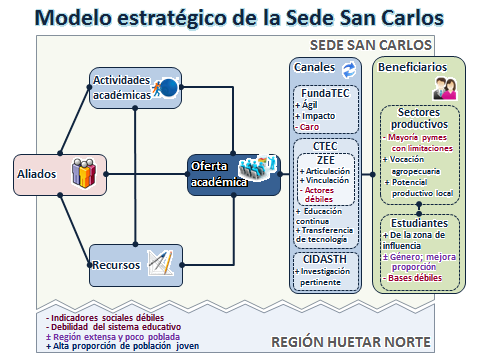 Modelo estratégico de la Sede San Carlos
SEDE SAN CARLOS
Actividades
académicas
Aliados
Oferta
académica
Recursos
Canales
FundaTEC
+ Ágil
+ Impacto
- Caro
CTEC
ZEE
+ Articulación
+ Vinculación
- Actores
débiles
+ Educación
continua
+ Transferencia
de tecnología
CIDASTH
+ Investigación
pertinente
Beneficiarios
Sectores
productivos
- Mayoría pymes
con limitaciones
+ Vocación
agropecuaria
+ Potencial
productivo local
Estudiantes
+ De la zona de
influencia
± Género; mejora
proporción
- Bases débiles
- Indicadores sociales débiles
- Debilidad del sistema educativo
± Región extensa y poco poblada
+ Alta proporción de población joven
REGIÓN HUETAR NORTE